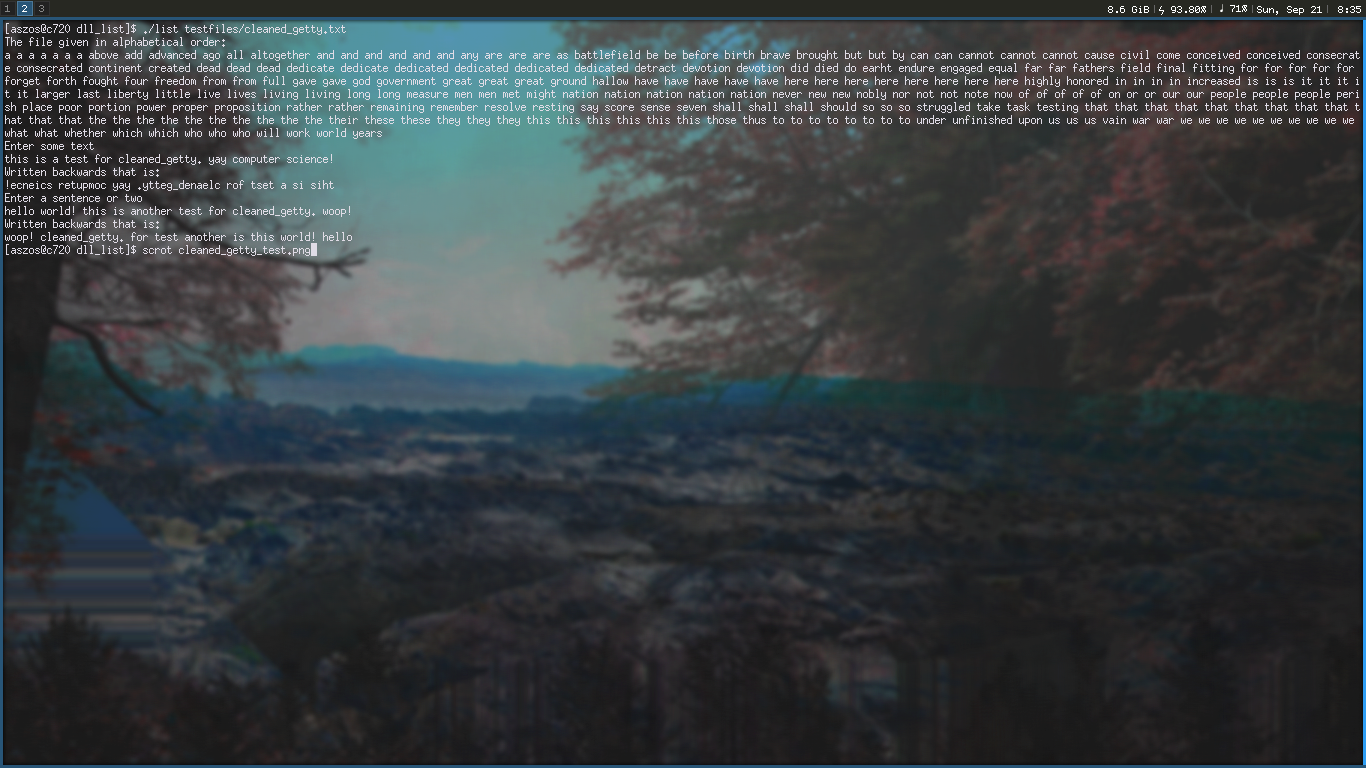 1 2 3 8.6 GiB| 93.80%| 71%|Sun, Sep 21| 8:35
[aszos@c720 dll_list]$ ./list testfiles/cleaned_getty.txt
The file given in alphabetical order:
a a a a a a a above add advanced ago all altogether and and and and and and any are are are as battlefield be be before birth brave brought but but by can can cannot cannot cannot cause civil come conceived conceived consecrat
e consecrated continent created dead dead dead dedicate dedicate dedicated dedicated dedicated dedicated detract devotion devotion did died do earht endure engaged equal far far fathers field final fitting for for for for for
forget forth fought four freedom from from full gave gave god government great great great ground hallow have have have have have here here here here here here here here highly honored in in in in increased is is is it it it i
t it larger last liberty little live lives living living long long measure men men met might nation nation nation nation nation never new new nobly nor not not note now of of of of of on or or our our people people people peri
sh place poor portion power proper proposition rather rather remaining remember resolve resting say score sense seven shall shall shall should so so so struggled take task testing that that that that that that that that that t
hat that that the the the the the the the the the their these these they they they this this this this this this those thus to to to to to to to to under unfinished upon us us us vain war war we we we we we we we we we we
what what whether which which who who who will work world years
Enter some text
this is a test for cleaned_getty. yay computer science!
Written backwards that is:
!ecneics retupmoc yay .ytteg_denaelc rof tset a si siht
Enter a sentence or two
hello world! this is another test for cleaned_getty. woop!
Written backwards that is:
woop! cleaned_getty. for test another is this world! hello
[aszos@c720 dll_list]$ scrot cleaned_getty_test.png